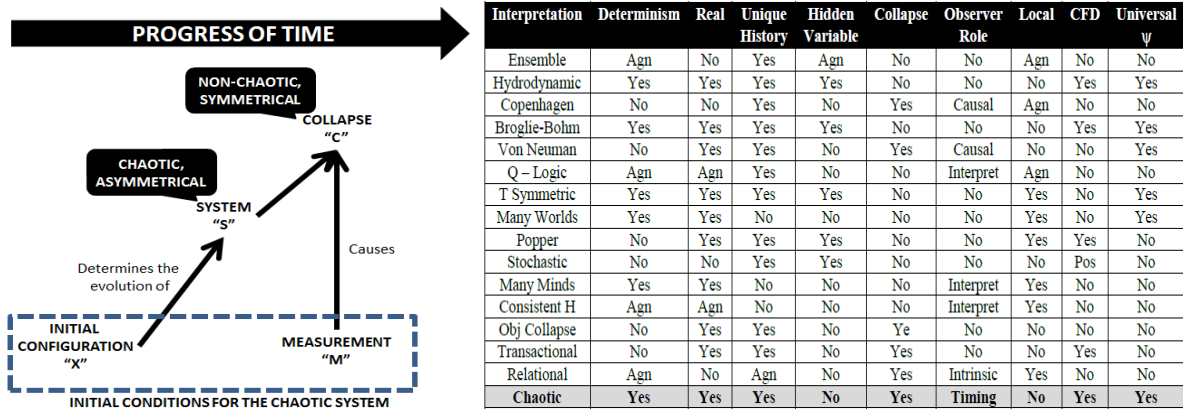 PROGRESS OF TIME
NON-CHAOTIC,
SYMMETRICAL
COLLAPSE
"C"
CHAOTIC,
ASYMMETRICAL
SYSTEM
"S"
Causes
Determines the
evolution of
INITIAL
CONFIGURATION
"X"
MEASUREMENT
"M"
INITIAL CONDITIONS FOR THE CHAOTIC SYSTEM
Interpretation Determinism Real Unique History Hidden Variable Collapse Observer Role Local CFD Universal ψ
Ensemble Agn No Yes Agn No No Agn No No
Hydrodynamic Yes Yes Yes Yes No No No Yes Yes
Copenhagen No No Yes No Yes Causal Agn No No
Broglie-Bohm Yes Yes Yes Yes No No No Yes Yes
Von Neuman No Yes Yes No Yes Causal No No Yes
Q – Logic Agn Agn Yes No No Interpret Agn No No
T Symmetric Yes Yes Yes Yes No No Yes No Yes
Many Worlds Yes Yes No No No No Yes No Yes
Popper No Yes Yes Yes No No Yes Yes No
Stochastic No No Yes Yes No No No Pos No
Many Minds Yes Yes No No No Interpret Yes No No
Consistent H Agn Agn No No No Interpret Yes No No
Obj Collapse No Yes Yes No Ye No No No No
Transactional No Yes Yes No Yes No No Yes No
Relational Agn No Agn No Yes Intrinsic Yes No No
Chaotic Yes Yes Yes No Yes Timing No Yes Yes